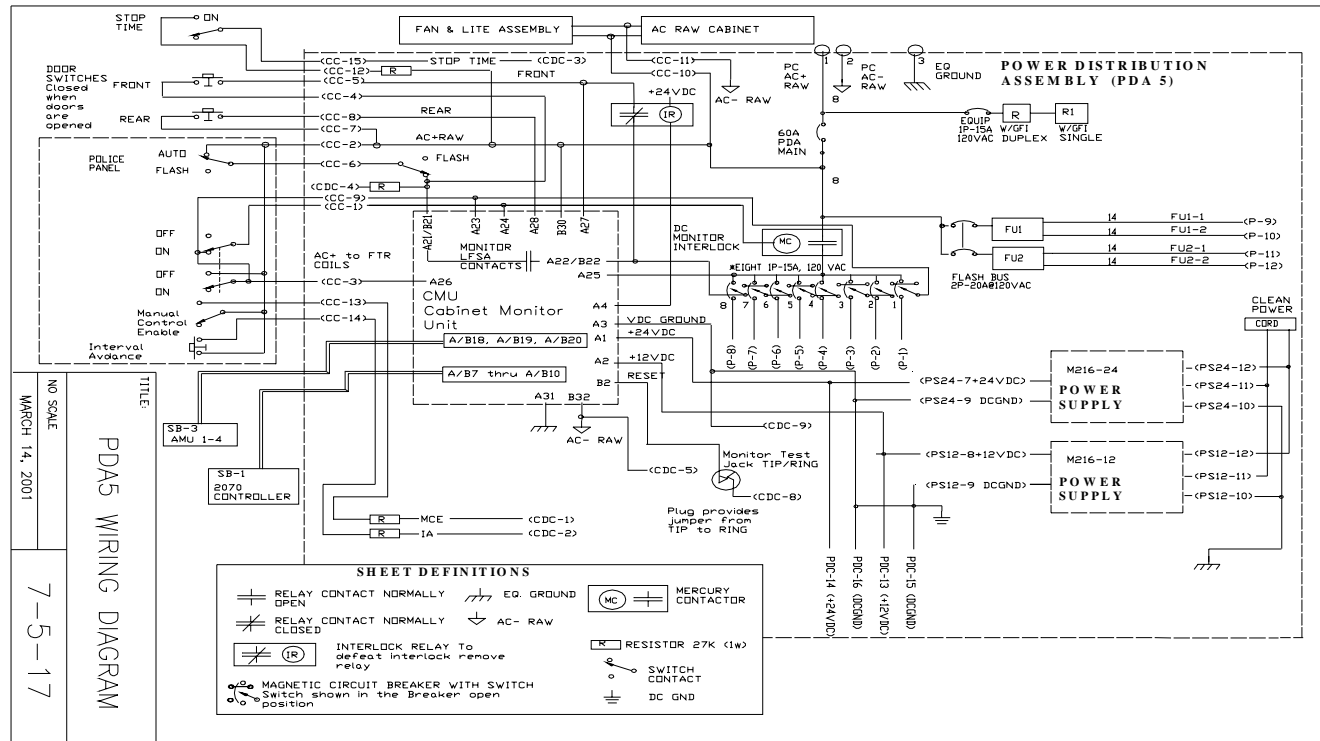 STOP TIME
ON
FAN & LITE ASSEMBLY
AC RAW CABINET
(CC-15)
STOP TIME
(CDC-3)
(CC-12)
R
(CC-5)
FRONT
(CC-4)
(CC-8)
REAR
(CC-7)
(CC-2)
AC+RAW
(CC-6)
FLASH
(CDC-4)
R
(CC-9)
(CC-1)
(CC-11)
(CC-10)
AC- RAW
+24VDC
IR
DOOR SWITCHES
Closed
when
doors
are
opened
FRONT
REAR
PC AC+ RAW
1
8
PC AC- RAW
2
3
EQ GROUND
POWER DISTRIBUTION
ASSEMBLY (PDA 5)
EQUIP
1P-15A
120VAC
R
W/GFI
DUPLEX
R1
W/GFI
SINGLE
60A
PDA
MAIN
8
POLICE
PANEL
AUTO
FLASH
OFF
ON
OFF
ON
Manual
Control
Enable
Interval
Avdance
AC+ to FTR
COILS
(CC-3)
(CC-13)
(CC-14)
A21/B21
A23
A24
A28
B30
A27
MONITOR
LFSA
CONTACTS
A22/B22
A25
A26
CMU
Cabinet Monitor
Unit
A4
A3
A1
A2
B2
A/B18, A/B19, A/B20
A/B7 thru A/B10
A31
B32
AC- RAW
VDC GROUND
+24VDC
+12VDC
RESET
DC
MONITOR
INTERLOCK
MC
*EIGHT 1P-15A, 120 VAC
8
7
6
5
4
3
2
1
(P-8)
(P-7)
(P-6)
(P-5)
(P-4)
(P-3)
(P-2)
(P-1)
FLASH BUS
2P-20A@120VAC
FU1
14
FU1-1
(P-9)
14
FU1-2
(P-10)
FU2
14
FU2-1
(P-11)
14
FU2-2
(P-12)
CLEAN
POWER
CORD
(PS24-7+24VDC)
(PS24-9 DCGND)
M216-24
POWER
SUPPLY
(PS24-12)
(PS24-11)
(PS24-10)
(PS12-8+12VDC)
(PS12-9 DCGND)
M216-12
POWER
SUPPLY
(PS12-12)
(PS12-11)
(PS12-10)
(CDC-9)
(CDC-5)
Monitor Test
Jack TIP/RING
(CDC-8)
Plug provides
jumper from
TIP to RING
SB-3
AMU 1-4
SB-1
2070
CONTROLLER
R
MCE
(CDC-1)
R
IA
(CDC-2)
PDC-14 (+24VDC)
PDC-16 (DCGND)
PDC-13 (+12VDC)
PDC-15 (DCGND)
SHEET DEFINITIONS
RELAY CONTACT NORMALLY
OPEN
EQ. GROUND
MC
MERCURY
CONTACTOR
RELAY CONTACT NORMALLY
CLOSED
AC- RAW
IR
INTERLOCK RELAY To
defeat interlock remove
relay
R
RESISTOR 27K (1w)
SWITCH
CONTACT
MAGNETIC CIRCUIT BREAKER WITH SWITCH
Switch shown in the Breaker open
position
DC GND
TITLE:
PDA5 WIRING DIAGRAM
NO SCALE
MARCH 14, 2001
7-5-17